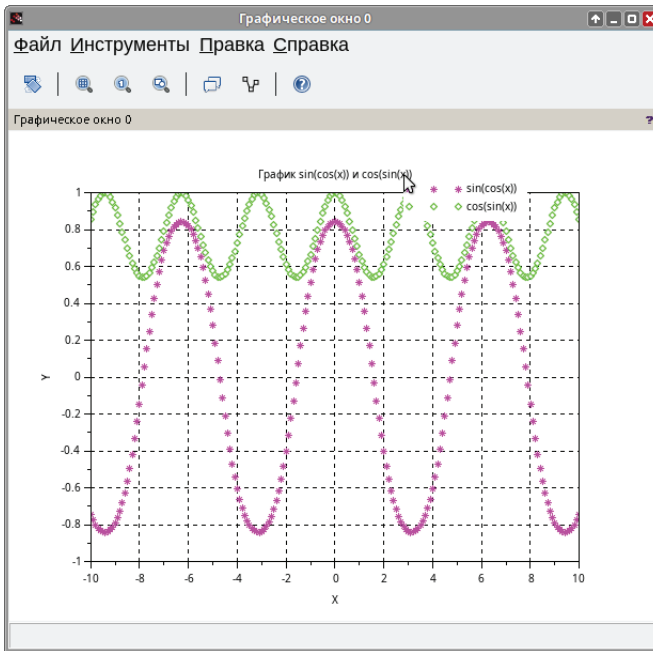 Графическое окно 0
Файл Инструменты Правка Справка
Графическое окно 0 ?
График sin(cos(x)) и cos(sin(x))
sin(cos(x))
cos(sin(x))
1
0.8
0.6
0.4
0.2
0
-0.2
-0.4
-0.6
-0.8
-1
Y
-10 -8 -6 -4 -2 0 2 4 6 8 10
X